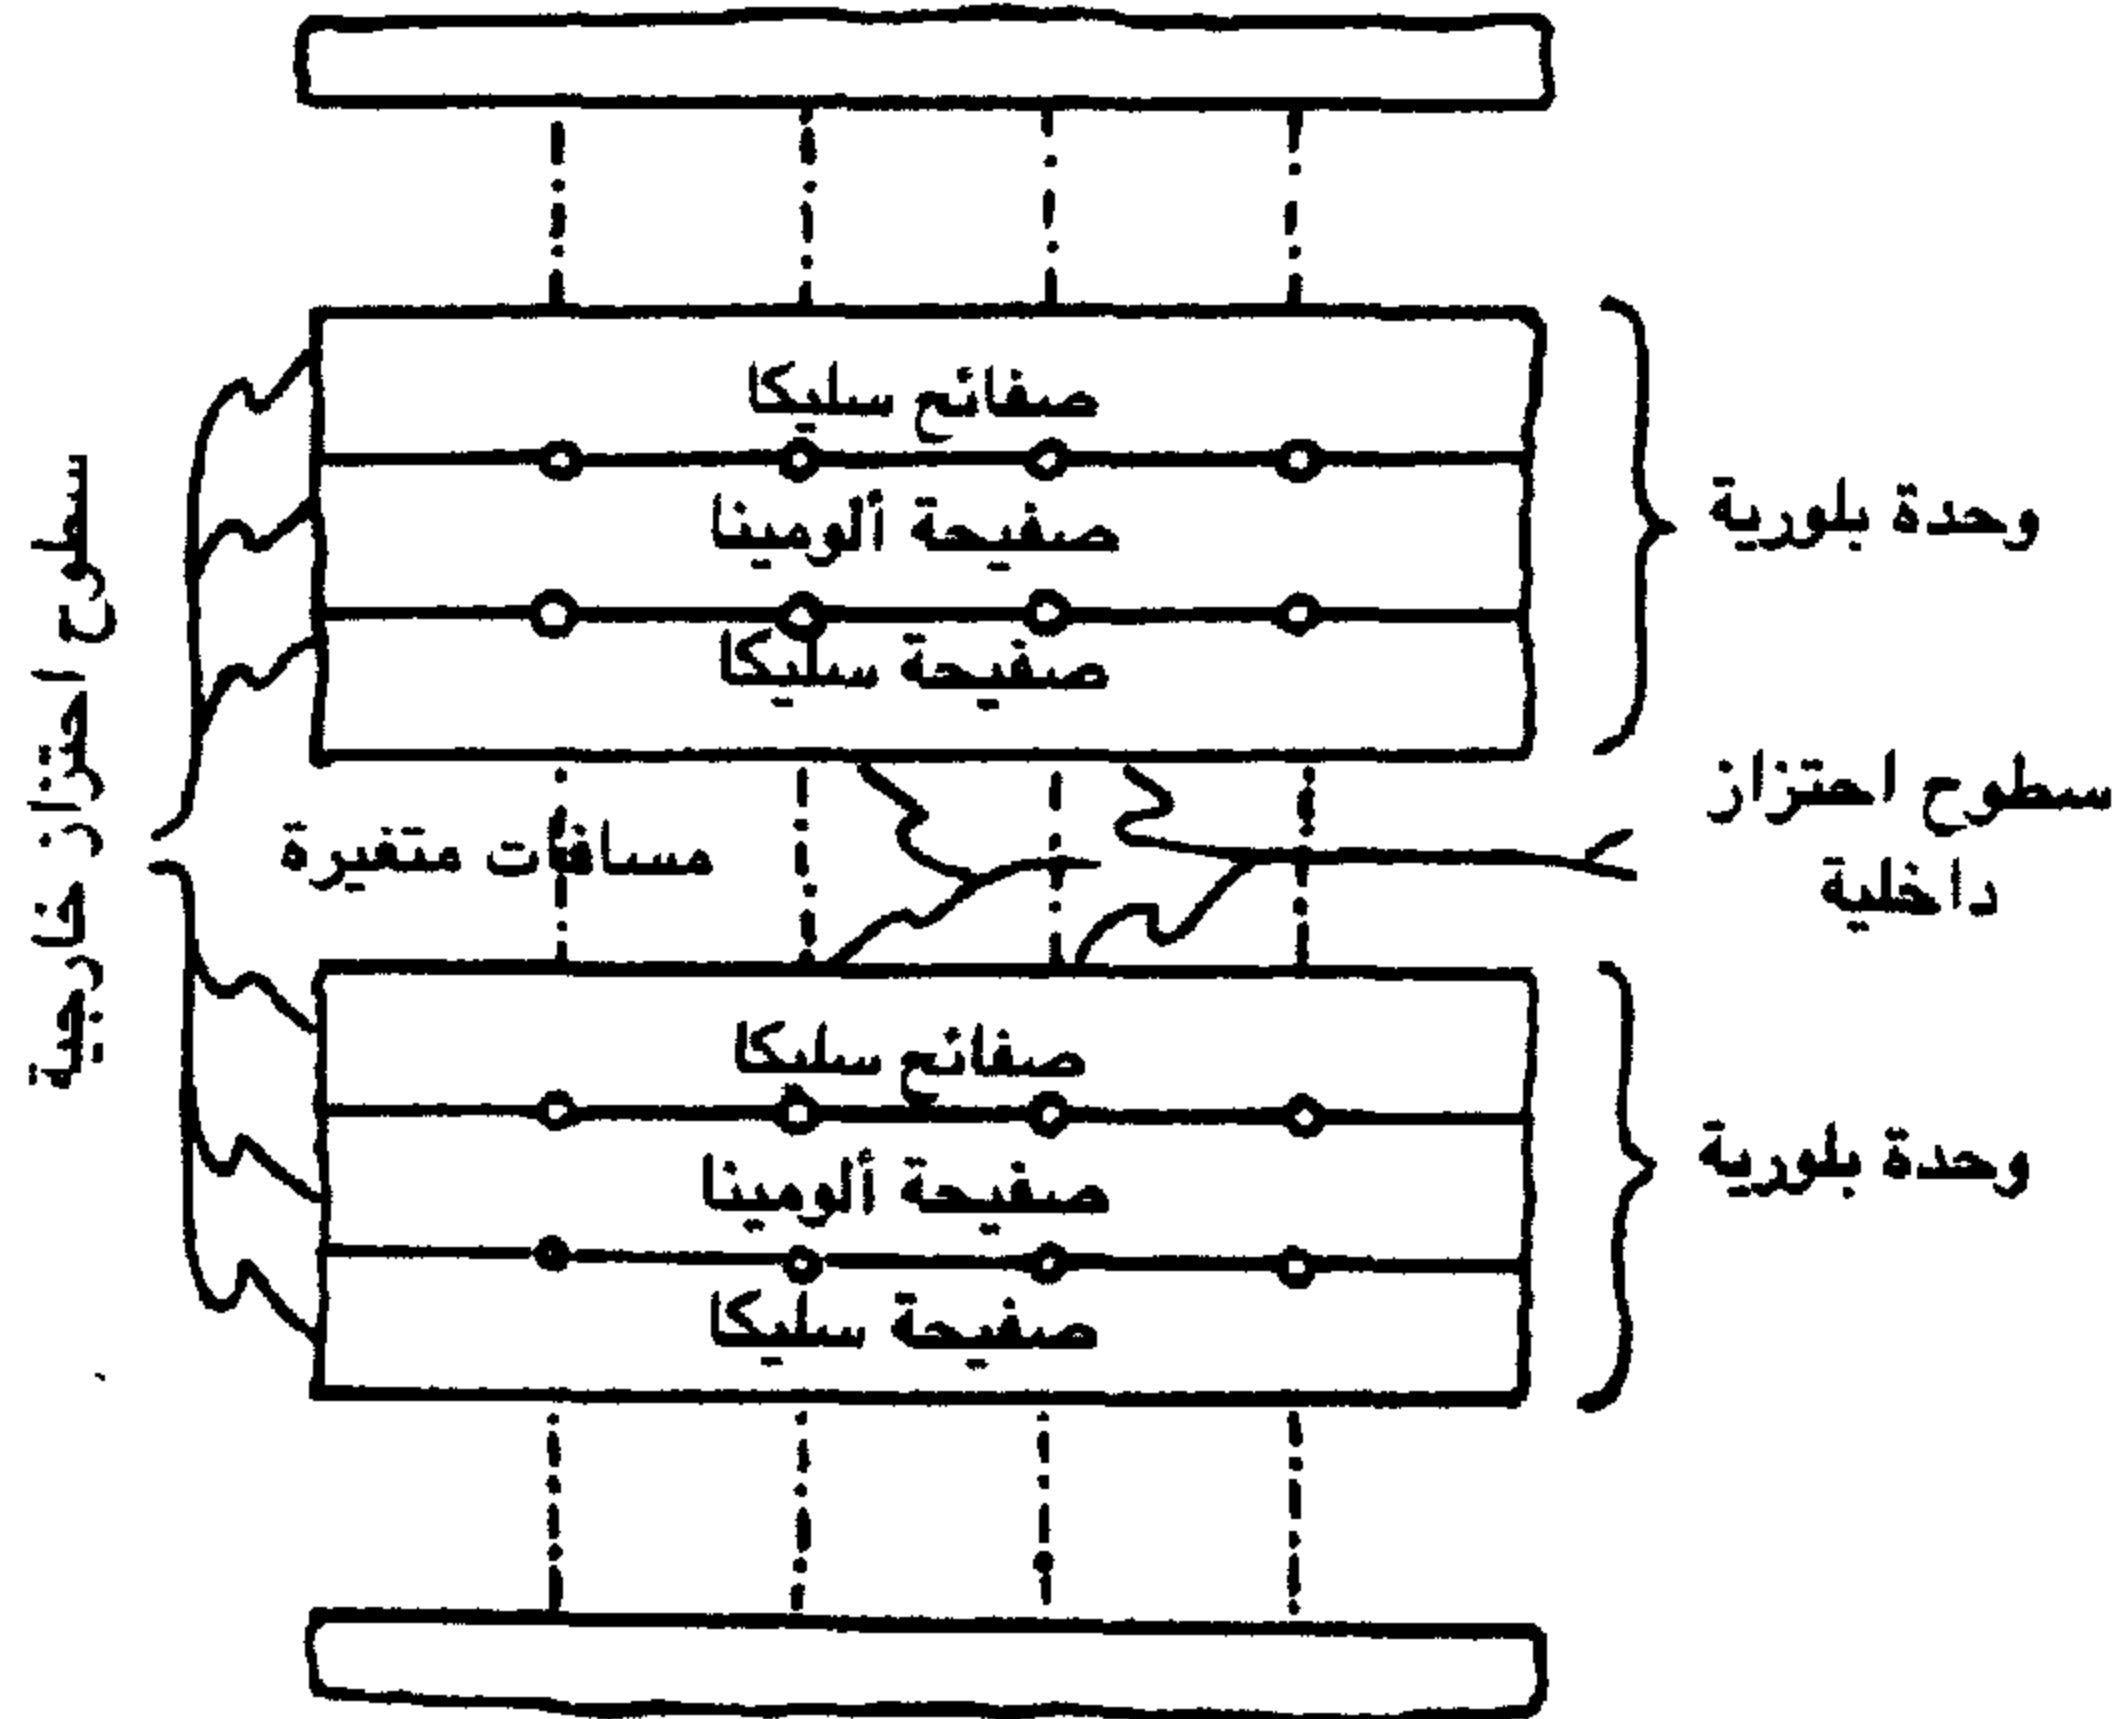 صفائح سليكا
صفيحة ألومينا
صفيحة سليكا
وحدة بلورية
سطوح احتزاز
داخلية
مسافات متغيرة
سطوح احتزاز خارجية
صفائح سليكا
صفيحة ألومينا
صفيحة سليكا
وحدة بلورية